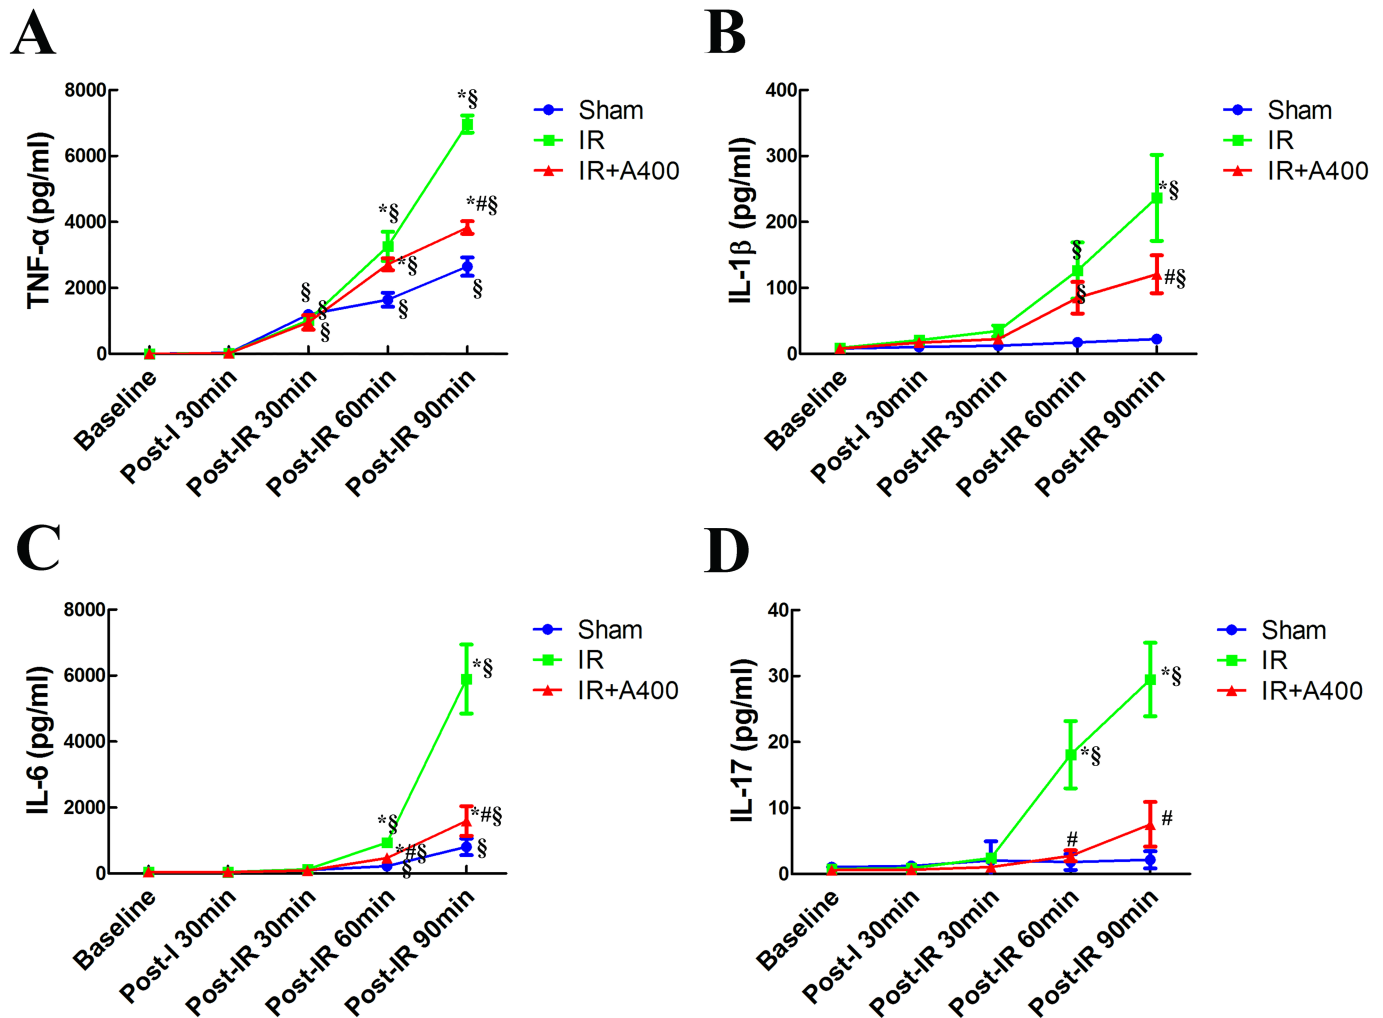 A
TNF-α (pg/ml)
8000
6000
4000
2000
0
*§
*§
*#§
*§
§
§
§
§
§
Sham
IR
IR+A400
Baseline
Post-I 30min
Post-IR 30min
Post-IR 60min
Post-IR 90min
B
IL-1β (pg/ml)
400
300
200
100
0
*§
§
#§
§
Sham
IR
IR+A400
Baseline
Post-I 30min
Post-IR 30min
Post-IR 60min
Post-IR 90min
C
IL-6 (pg/ml)
8000
6000
4000
2000
0
*§
*§
*#§
*#§
§
§
Sham
IR
IR+A400
Baseline
Post-I 30min
Post-IR 30min
Post-IR 60min
Post-IR 90min
D
IL-17 (pg/ml)
40
30
20
10
0
*§
*§
#
#
Sham
IR
IR+A400
Baseline
Post-I 30min
Post-IR 30min
Post-IR 60min
Post-IR 90min